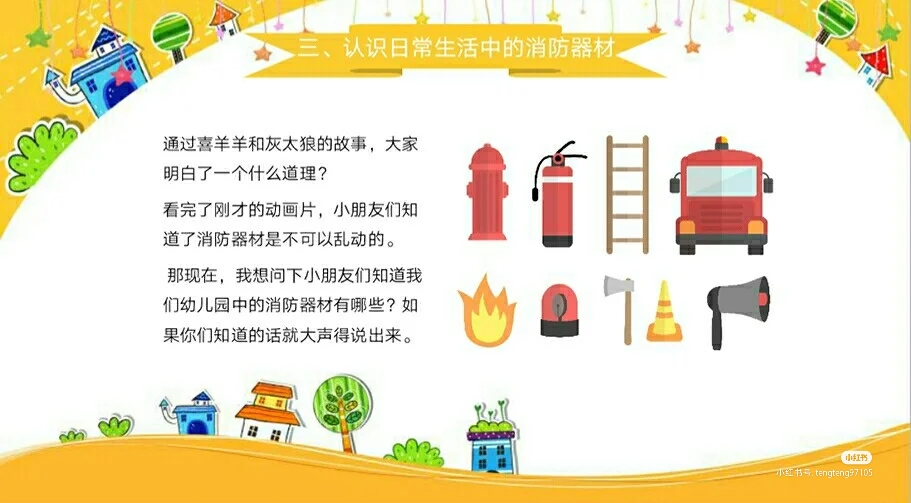 三、认识日常生活中的消防器材
通过喜羊羊和灰太狼的故事，大家
明白了一个什么道理？
看完了刚才的动画片，小朋友们知
道了消防器材是不可以乱动的。
那现在，我想问下小朋友们知道我
们幼儿园中的消防器材有哪些？如
果你们知道的话就大声得说出来。
小红书
小红书号: tengteng97105